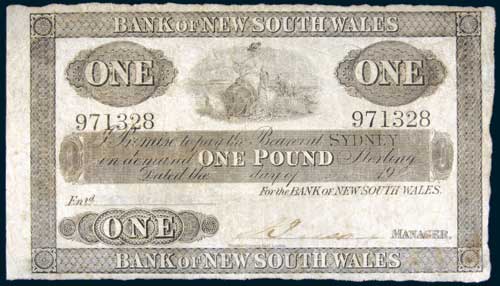 BANK OF NEW SOUTH WALES
ONE ONE
971328 971328
I Promise to pay the Bearer at SYDNEY
on demand ONE POUND Sterling
Dated the day of 19
For the BANK OF NEW SOUTH WALES.
Entd.
ONE
MANAGER.
BANK OF NEW SOUTH WALES